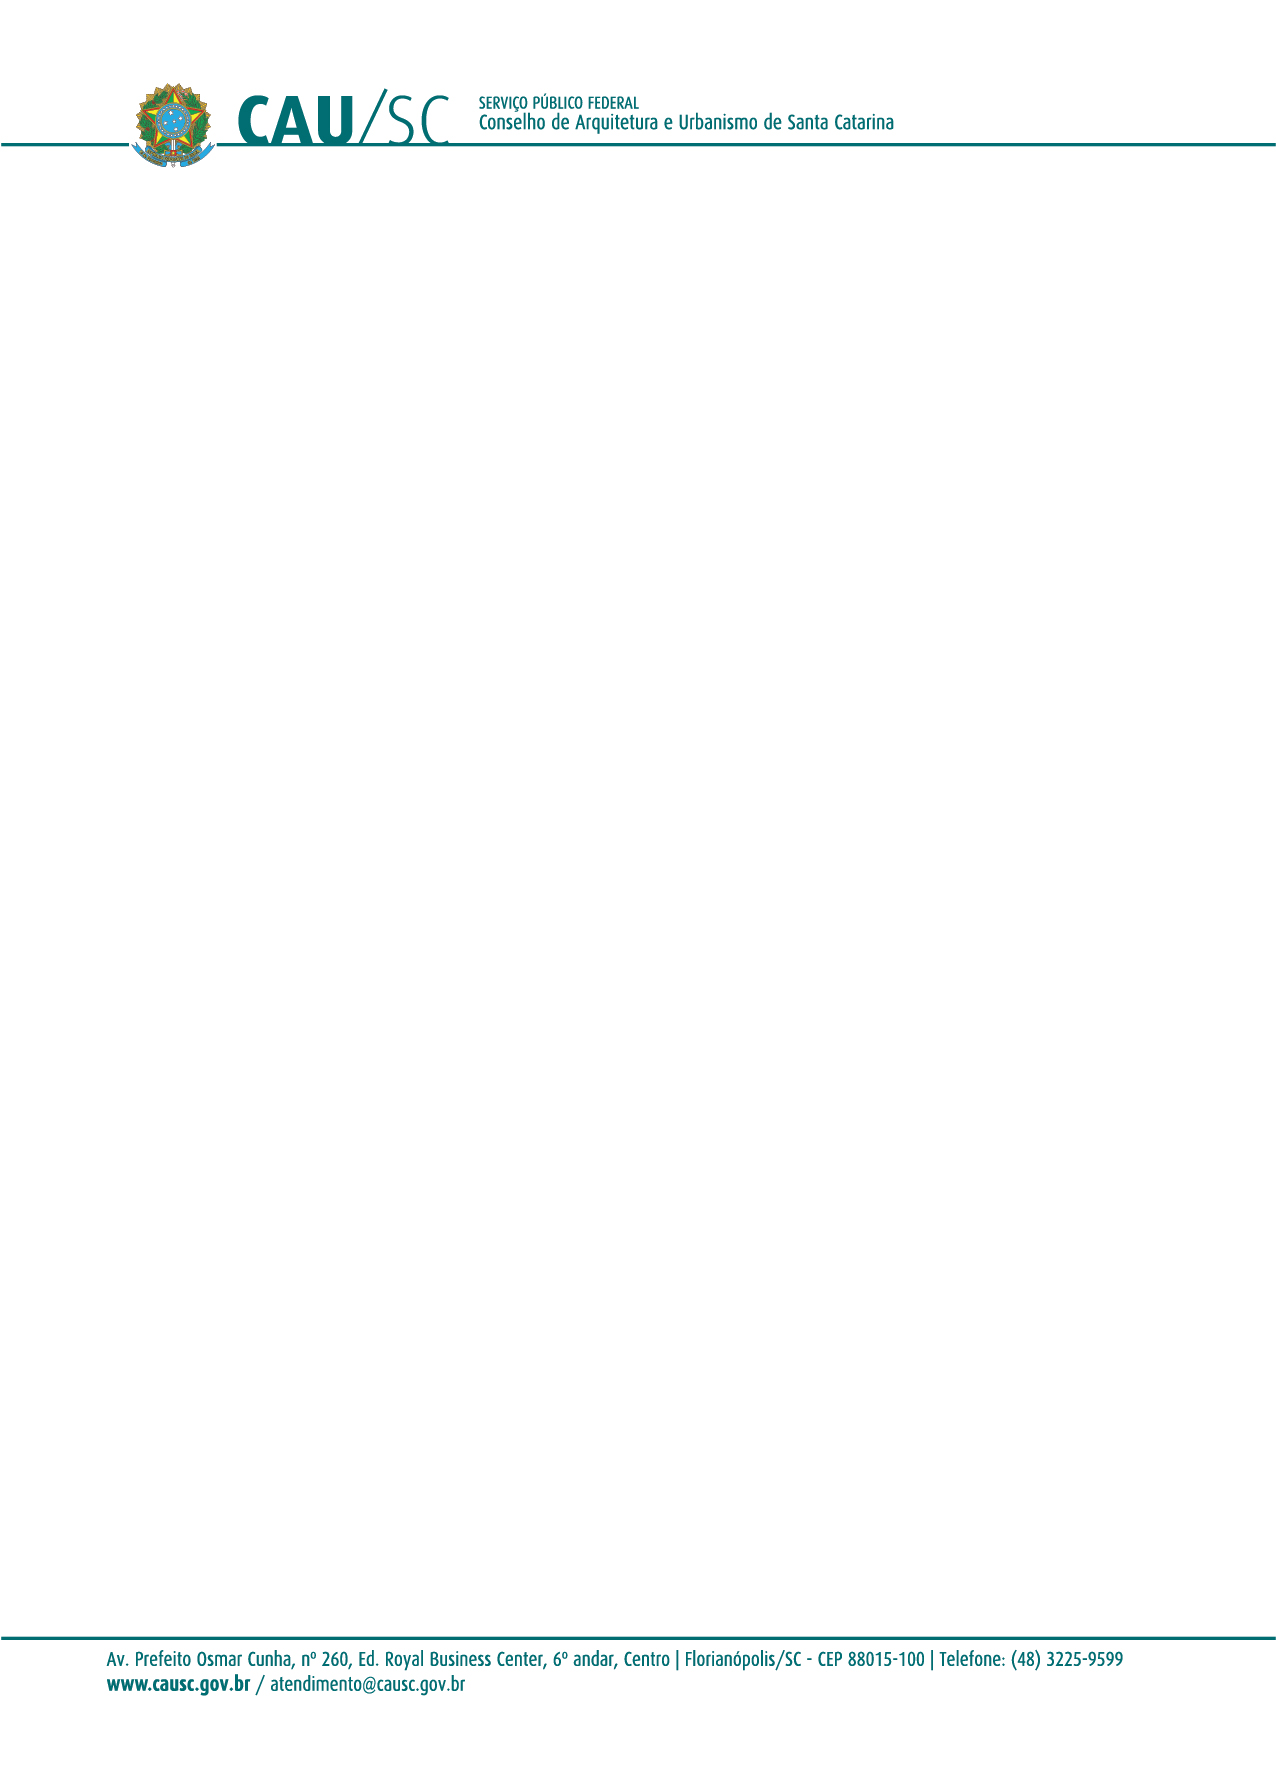 CAU/SC
SERVIÇO PÚBLICO FEDERAL
Conselho de Arquitetura e Urbanismo de Santa Catarina
Av. Prefeito Osmar Cunha, nº 260, Ed. Royal Business Center, 6º andar, Centro | Florianópolis/SC - CEP 88015-100 | Telefone: (48) 3225-9599
www.causc.gov.br / atendimento@causc.gov.br